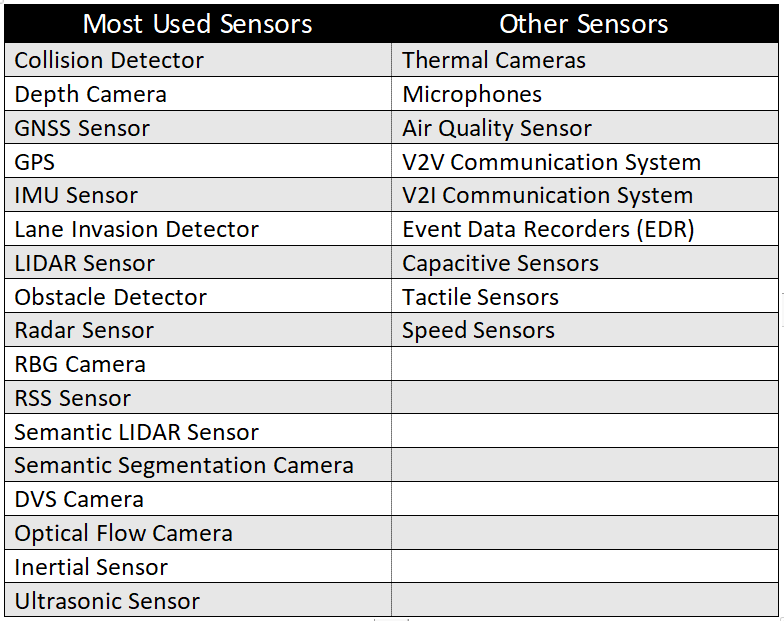 Most Used Sensors Other Sensors
Collision Detector Thermal Cameras
Depth Camera Microphones
GNSS Sensor Air Quality Sensor
GPS V2V Communication System
IMU Sensor V2I Communication System
Lane Invasion Detector Event Data Recorders (EDR)
LIDAR Sensor Capacitive Sensors
Obstacle Detector Tactile Sensors
Radar Sensor Speed Sensors
RBG Camera
RSS Sensor
Semantic LIDAR Sensor
Semantic Segmentation Camera
DVS Camera
Optical Flow Camera
Inertial Sensor
Ultrasonic Sensor